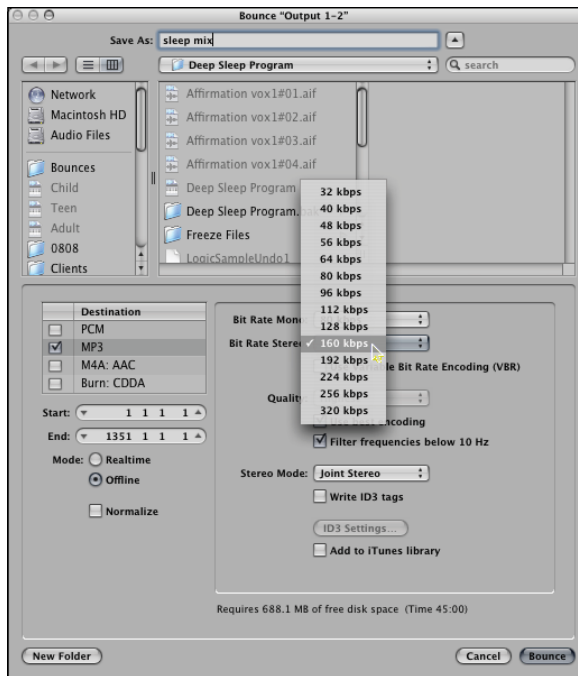 Bounce "Output 1-2"
Save As: sleep mix
Deep Sleep Program
search
Network
Macintosh HD
Audio Files
Bounces
Child
Teen
Adult
0808
Clients
Affirmation vox1#01.aif
Affirmation vox1#02.aif
Affirmation vox1#03.aif
Affirmation vox1#04.aif
Deep Sleep Program
Deep Sleep Program.
Freeze Files
LogicSampleUndo1
32 kbps
40 kbps
48 kbps
56 kbps
64 kbps
80 kbps
96 kbps
112 kbps
128 kbps
✓ 160 kbps
192 kbps
224 kbps
256 kbps
320 kbps
Destination
PCM
MP3
M4A: AAC
Burn: CDDA
Start: 1 1 1 1
End: 1351 1 1 1
Mode: Realtime
Offline
Normalize
Bit Rate Mono
Bit Rate Stereo
Variable Bit Rate Encoding (VBR)
Quality
encoding
Filter frequencies below 10 Hz
Stereo Mode: Joint Stereo
Write ID3 tags
ID3 Settings...
Add to iTunes library
Requires 688.1 MB of free disk space (Time 45:00)
New Folder
Cancel
Bounce